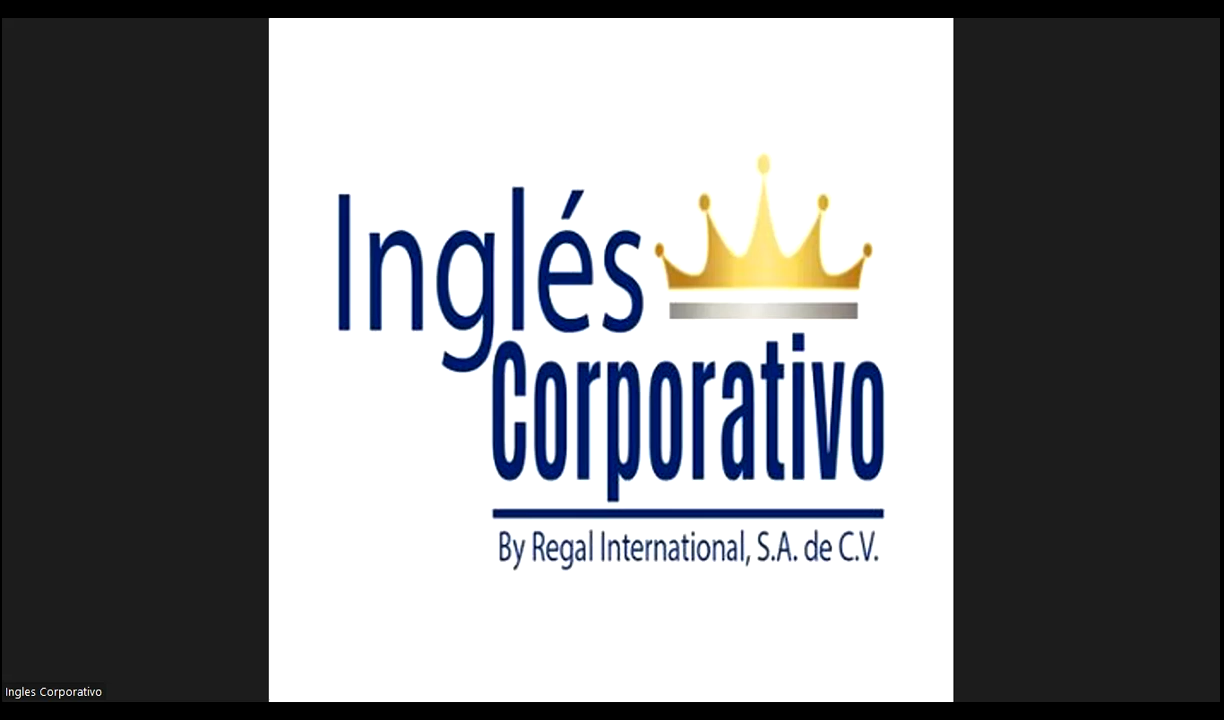 Inglés
Corporativo
By Regal International, S.A. de C.V.
Ingles Corporativo